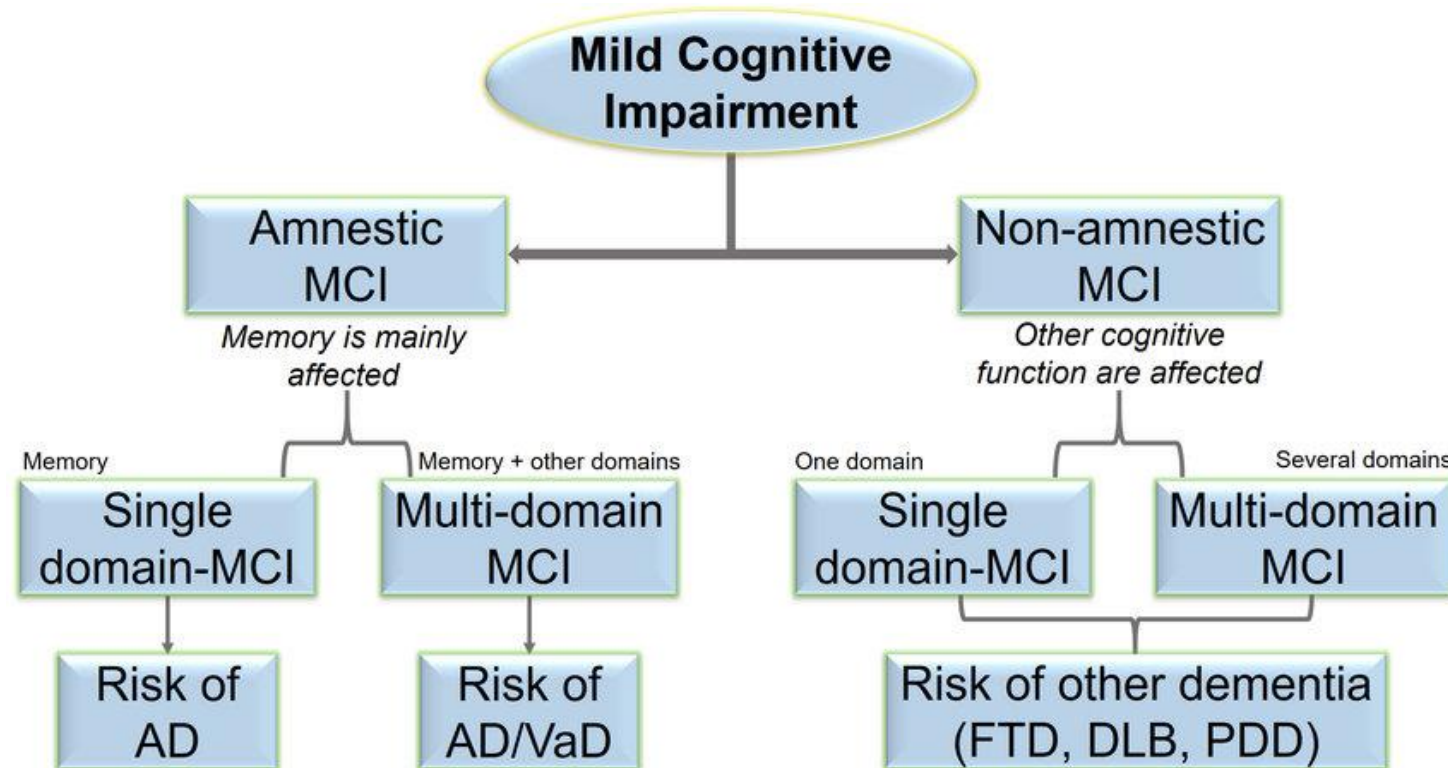 Mild Cognitive
Impairment
Amnestic
MCI
Non-amnestic
MCI
Memory is mainly
affected
Other cognitive
function are affected
Memory
Memory + other domains
One domain
Several domains
Single
domain-MCI
Multi-domain
MCI
Single
domain-MCI
Multi-domain
MCI
Risk of
AD
Risk of
AD/VaD
Risk of other dementia
(FTD, DLB, PDD)